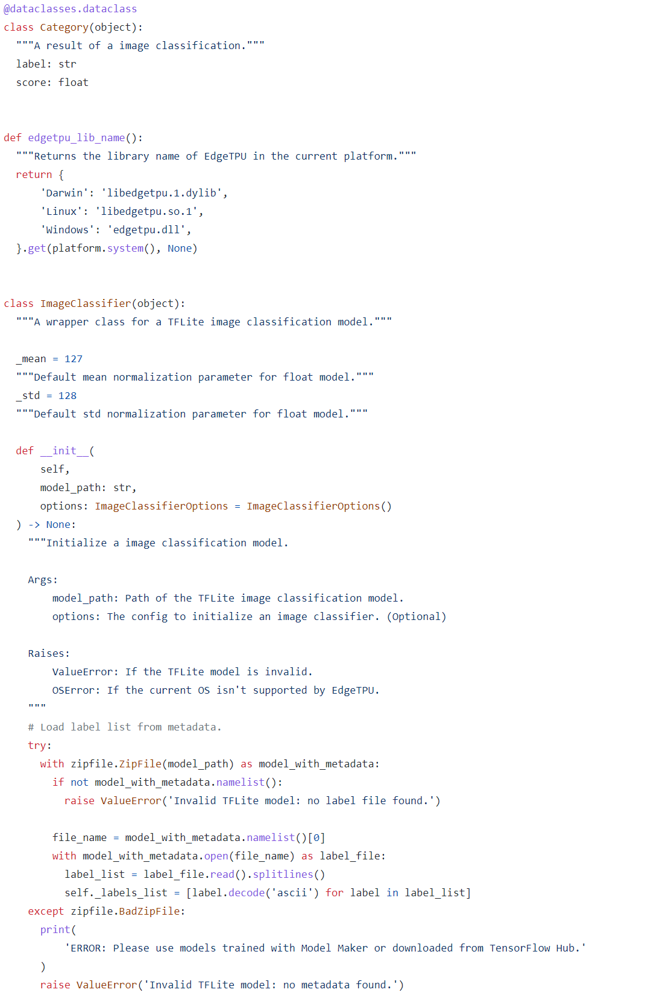 @dataclasses.dataclass
class Category(object):
  """A result of a image classification."""
  label: str
  score: float


def edgetpu_lib_name():
  """Returns the library name of EdgeTPU in the current platform."""
  return {
      'Darwin': 'libedgetpu.1.dylib',
      'Linux': 'libedgetpu.so.1',
      'Windows': 'edgetpu.dll',
  }.get(platform.system(), None)


class ImageClassifier(object):
  """A wrapper class for a TFLite image classification model."""

  _mean = 127
  """Default mean normalization parameter for float model."""
  _std = 128
  """Default std normalization parameter for float model."""

  def __init__(
      self,
      model_path: str,
      options: ImageClassifierOptions = ImageClassifierOptions()
  ) -> None:
    """Initialize a image classification model.

    Args:
        model_path: Path of the TFLite image classification model.
        options: The config to initialize an image classifier. (Optional)

    Raises:
        ValueError: If the TFLite model is invalid.
        OSError: If the current OS isn't supported by EdgeTPU.
    """
    # Load label list from metadata.
    try:
      with zipfile.ZipFile(model_path) as model_with_metadata:
        if not model_with_metadata.namelist():
          raise ValueError('Invalid TFLite model: no label file found.')

        file_name = model_with_metadata.namelist()[0]
        with model_with_metadata.open(file_name) as label_file:
          label_list = label_file.read().splitlines()
          self._labels_list = [label.decode('ascii') for label in label_list]
    except zipfile.BadZipFile:
      print(
          'ERROR: Please use models trained with Model Maker or downloaded from TensorFlow Hub.'
      )
      raise ValueError('Invalid TFLite model: no metadata found.')